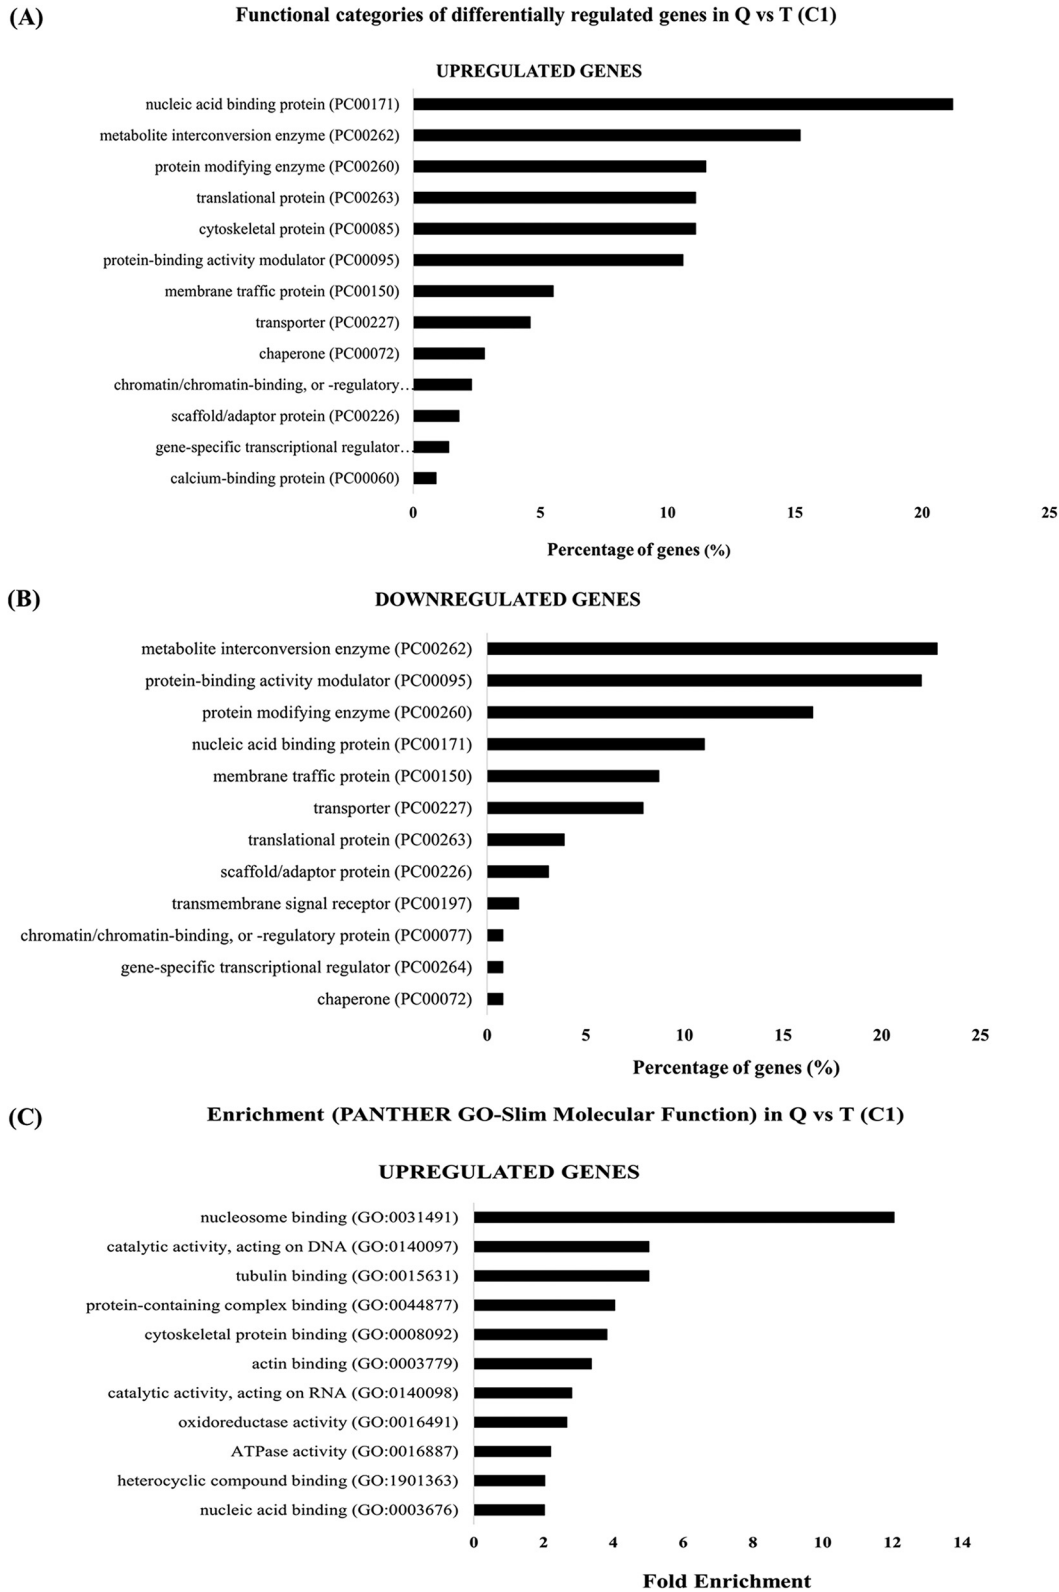 (A)
Functional categories of differentially regulated genes in Q vs T (C1)
UPREGULATED GENES
nucleic acid binding protein (PC00171)
metabolite interconversion enzyme (PC00262)
protein modifying enzyme (PC00260)
translational protein (PC00263)
cytoskeletal protein (PC00085)
protein-binding activity modulator (PC00095)
membrane traffic protein (PC00150)
transporter (PC00227)
chaperone (PC00072)
chromatin/chromatin-binding, or -regulatory…
scaffold/adaptor protein (PC00226)
gene-specific transcriptional regulator…
calcium-binding protein (PC00060)
0 5 10 15 20 25
Percentage of genes (%)
(B)
DOWNREGULATED GENES
metabolite interconversion enzyme (PC00262)
protein-binding activity modulator (PC00095)
protein modifying enzyme (PC00260)
nucleic acid binding protein (PC00171)
membrane traffic protein (PC00150)
transporter (PC00227)
translational protein (PC00263)
scaffold/adaptor protein (PC00226)
transmembrane signal receptor (PC00197)
chromatin/chromatin-binding, or -regulatory protein (PC00077)
gene-specific transcriptional regulator (PC00264)
chaperone (PC00072)
0 5 10 15 20 25
Percentage of genes (%)
(C)
Enrichment (PANTHER GO-Slim Molecular Function) in Q vs T (C1)
UPREGULATED GENES
nucleosome binding (GO:0031491)
catalytic activity, acting on DNA (GO:0140097)
tubulin binding (GO:0015631)
protein-containing complex binding (GO:0044877)
cytoskeletal protein binding (GO:0008092)
actin binding (GO:0003779)
catalytic activity, acting on RNA (GO:0140098)
oxidoreductase activity (GO:0016491)
ATPase activity (GO:0016887)
heterocyclic compound binding (GO:1901363)
nucleic acid binding (GO:0003676)
0 2 4 6 8 10 12 14
Fold Enrichment